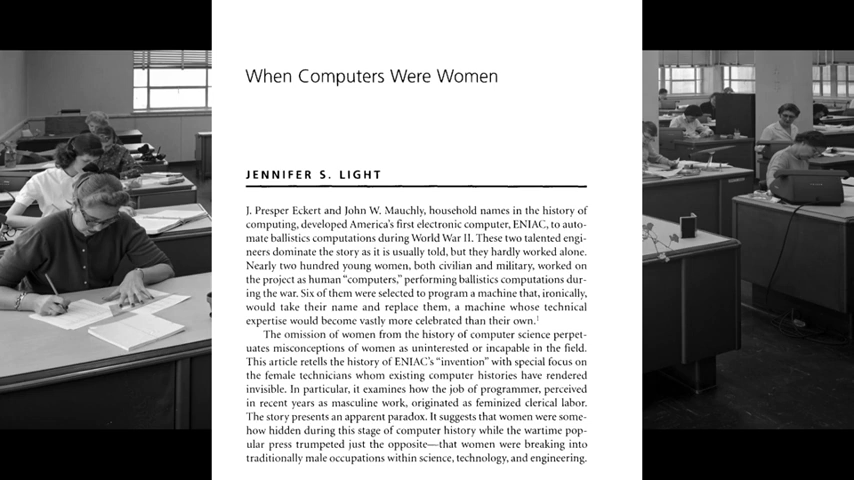 When Computers Were Women
JENNIFER S. LIGHT
J. Presper Eckert and John W. Mauchly, household names in the history of
computing, developed America's first electronic computer, ENIAC, to auto-
mate ballistics computations during World War II. These two talented engi-
neers dominate the story as it is usually told, but they hardly worked alone.
Nearly two hundred young women, both civilian and military, worked on
the project as human "computers," performing ballistics computations dur-
ing the war. Six of them were selected to program a machine that, ironically,
would take their name and replace them, a machine whose technical
expertise would become vastly more celebrated than their own.1
The omission of women from the history of computer science perpet-
uates misconceptions of women as uninterested or incapable in the field.
This article retells the history of ENIAC's "invention" with special focus on
the female technicians whom existing computer histories have rendered
invisible. In particular, it examines how the job of programmer, perceived
in recent years as masculine work, originated as feminized clerical labor.
The story presents an apparent paradox. It suggests that women were some-
how hidden during this stage of computer history while the wartime pop-
ular press trumpeted just the opposite—that women were breaking into
traditionally male occupations within science, technology, and engineering.